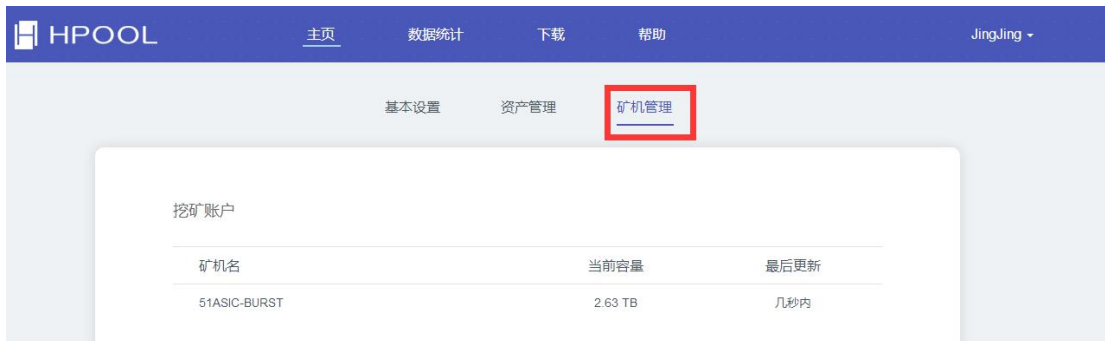 HPOOL 主页 数据统计 下载 帮助 JingJing
基本设置 资产管理 矿机管理
挖矿账户
矿机名 当前容量 最后更新
51ASIC-BURST 2.63 TB 几秒内